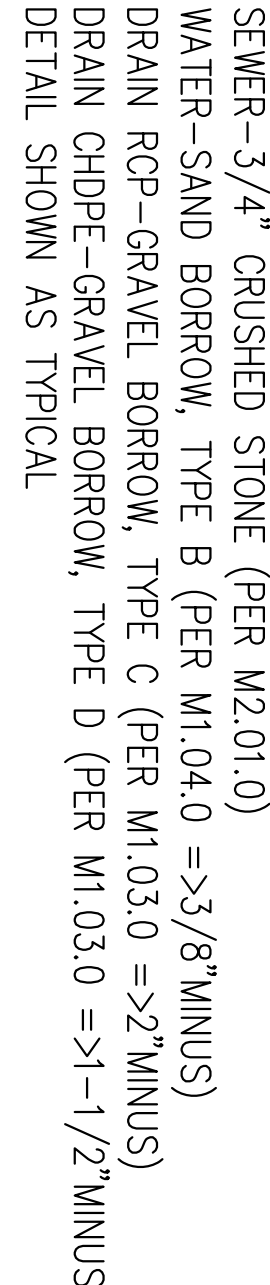 SEWER-3/4" CRUSHED STONE (PER M2.01.0)
WATER-SAND BORROW, TYPE B (PER M1.04.0 =>3/8"MINUS)
DRAIN RCP-GRAVEL BORROW, TYPE C (PER M1.03.0 =>2"MINUS)
DRAIN CHDPE-GRAVEL BORROW, TYPE D (PER M1.03.0 =>1-1/2"MINUS
DETAIL SHOWN AS TYPICAL